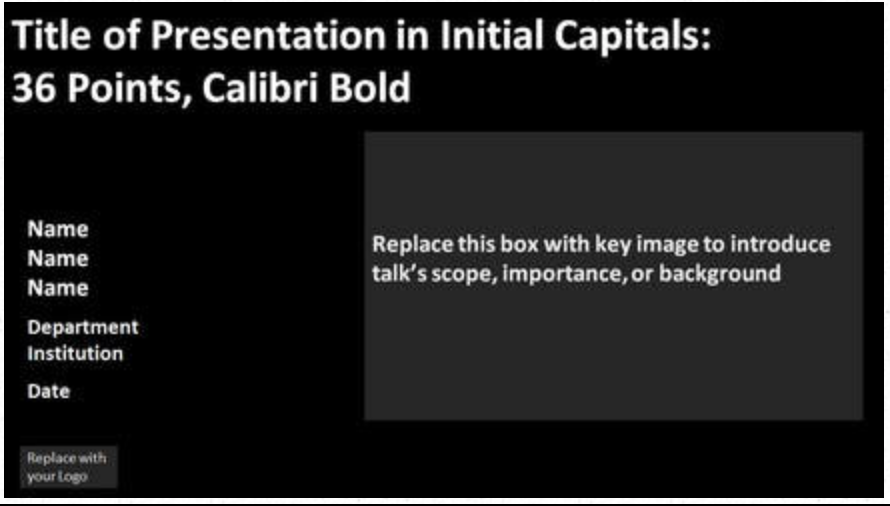 Title of Presentation in Initial Capitals:
36 Points, Calibri Bold
Name
Name
Name
Department
Institution
Date
Replace this box with key image to introduce
talk’s scope, importance, or background
Replace with
your Logo